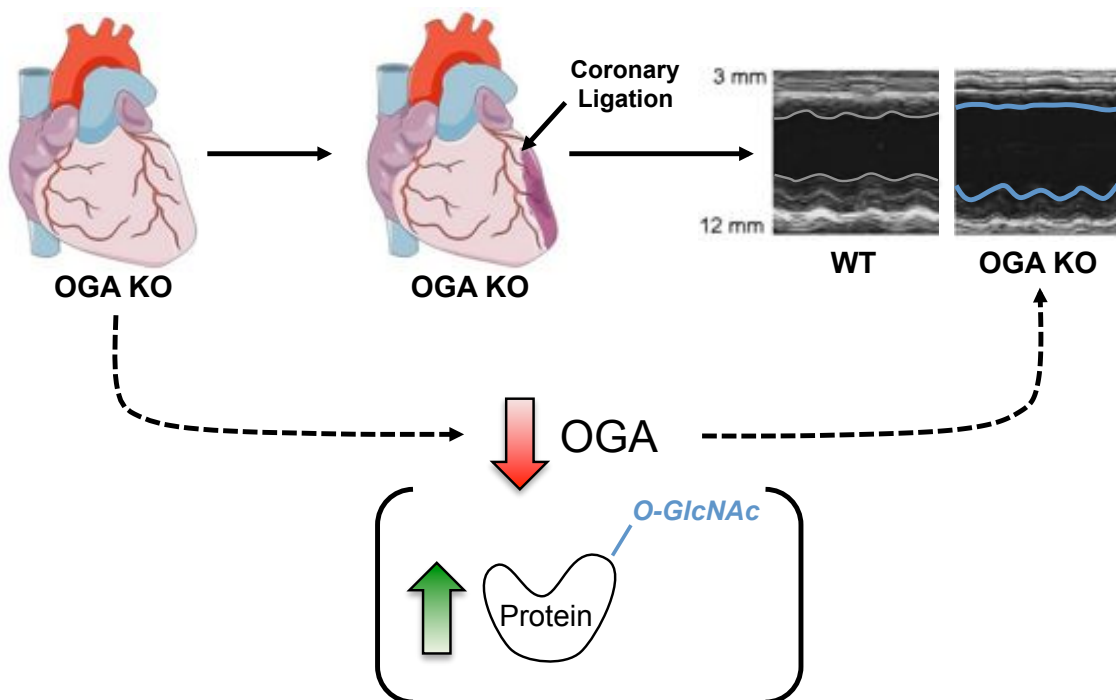 Coronary
Ligation
3 mm
12 mm
OGA KO
OGA KO
WT
OGA KO
OGA
O-GlcNAc
Protein